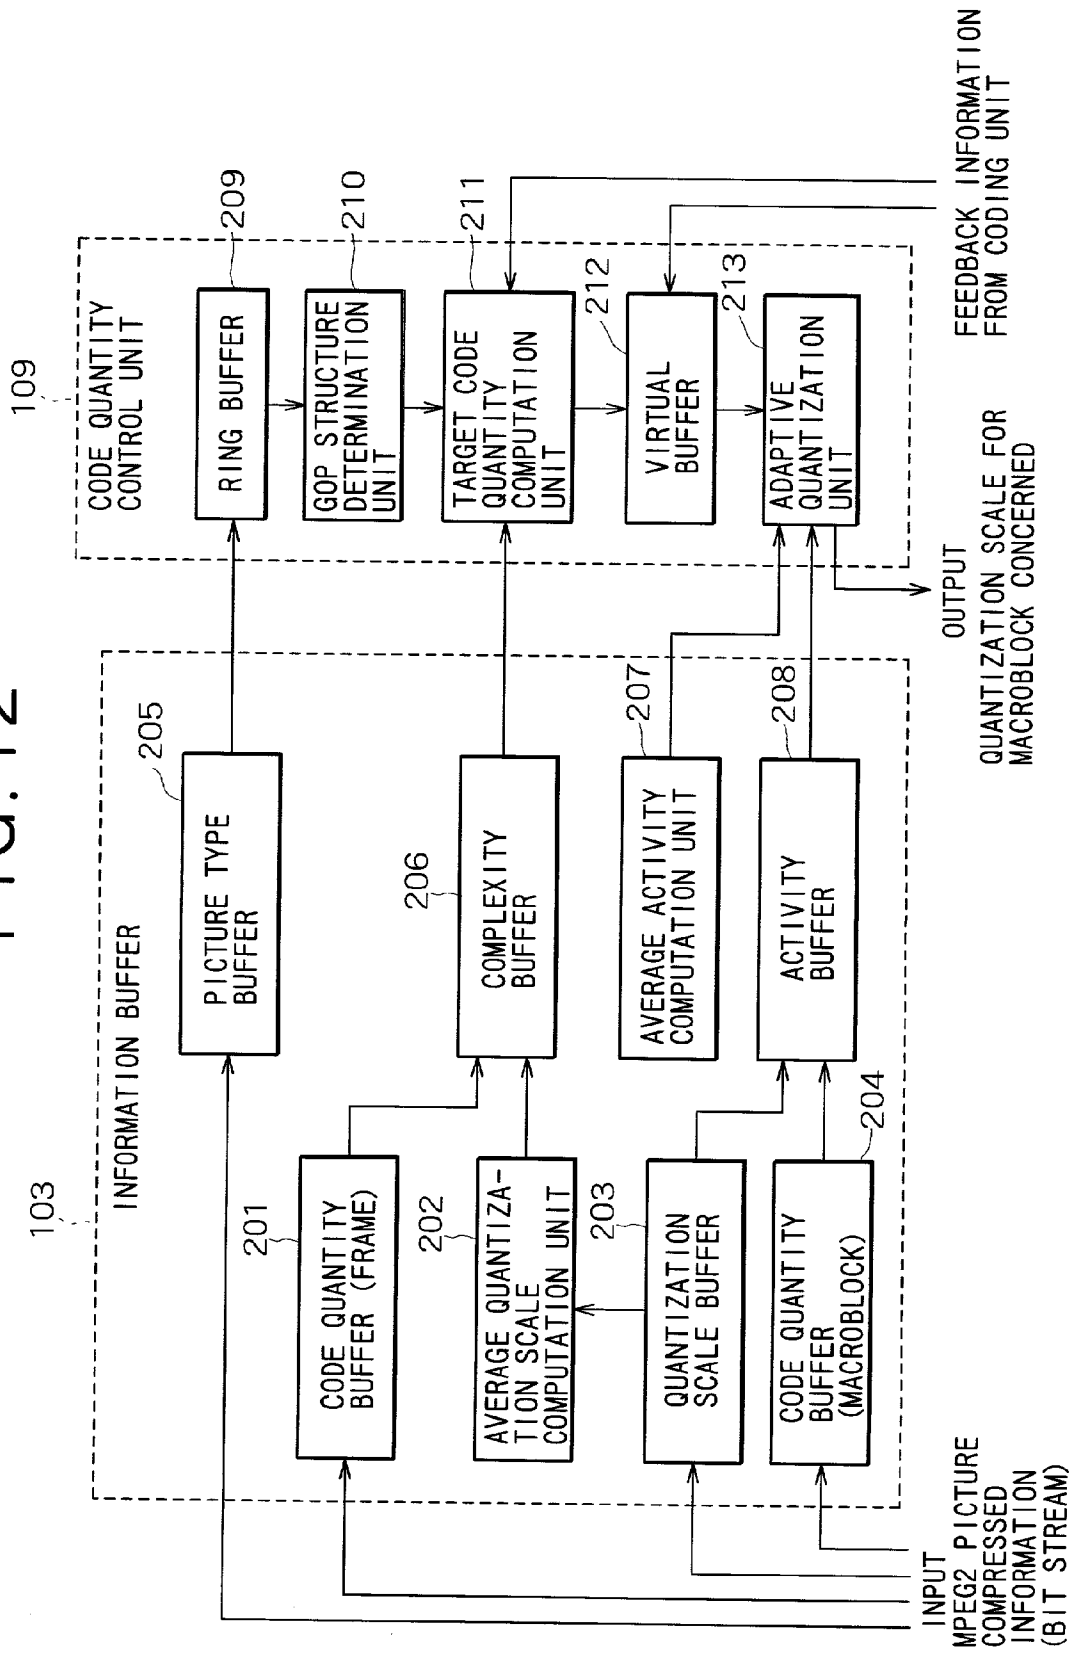 FIG. 12
103
INFORMATION BUFFER
109
CODE QUANTITY
CONTROL UNIT
205
PICTURE TYPE
BUFFER
209
RING BUFFER
210
GOP STRUCTURE
DETERMINATION
UNIT
201
CODE QUANTITY
BUFFER (FRAME)
202
AVERAGE QUANTIZA-
TION SCALE
COMPUTATION UNIT
206
COMPLEXITY
BUFFER
211
TARGET CODE
QUANTITY
COMPUTATION
UNIT
203
QUANTIZATION
SCALE BUFFER
207
AVERAGE ACTIVITY
COMPUTATION UNIT
212
VIRTUAL
BUFFER
204
CODE QUANTITY
BUFFER
(MACROBLOCK)
208
ACTIVITY
BUFFER
213
ADAPTIVE
QUANTIZATION
UNIT
INPUT
MPEG2 PICTURE
COMPRESSED
INFORMATION
(BIT STREAM)
OUTPUT
QUANTIZATION SCALE FOR
MACROBLOCK CONCERNED
FEEDBACK INFORMATION
FROM CODING UNIT